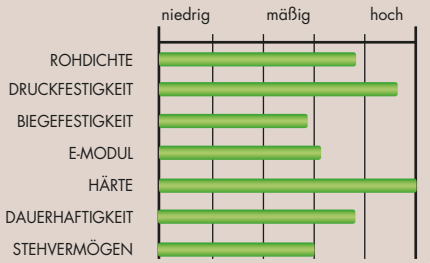 niedrig mäßig hoch
ROHDICHTE
DRUCKFESTIGKEIT
BIEGEFESTIGKEIT
E-MODUL
HÄRTE
DAUERHAFTIGKEIT
STEHVERMÖGEN